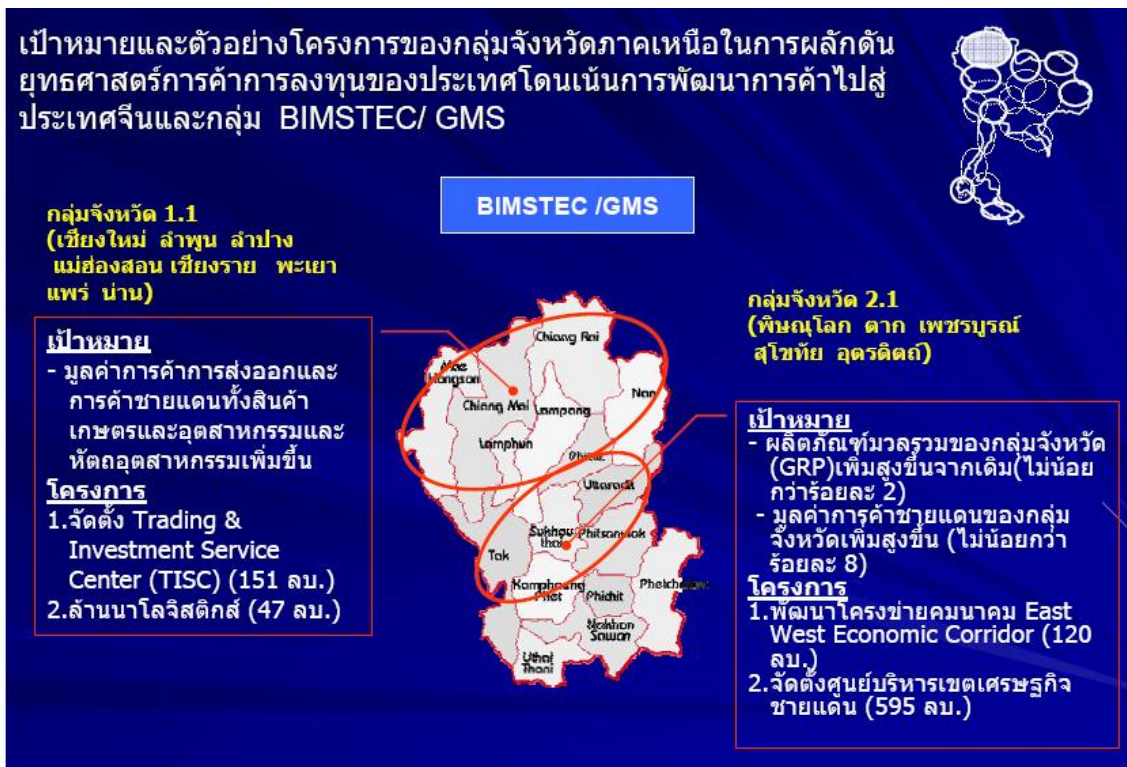 เป้าหมายและตัวอย่างโครงการของกลุ่มจังหวัดภาคเหนือในการผลักดัน
ยุทธศาสตร์การค้าการลงทุนของประเทศโดนเน้นการพัฒนาการค้าไปสู่
ประเทศจีนและกลุ่ม BIMSTEC/ GMS
BIMSTEC /GMS
กลุ่มจังหวัด 1.1
(เชียงใหม่ ลำพูน ลำปาง
แม่ฮ่องสอน เชียงราย พะเยา
แพร่ น่าน)
เป้าหมาย
- มูลค่าการค้าการส่งออกและ
การค้าชายแดนทั้งสินค้า
เกษตรและอุตสาหกรรมและ
หัตถอุตสาหกรรมเพิ่มขึ้น
โครงการ
1.จัดตั้ง Trading &
Investment Service
Center (TISC) (151 ลบ.)
2.ล้านนาโลจิสติกส์ (47 ลบ.)
Chiang Rai
Mae
Hongson
Chiang Mai
Lampang
Nan
Lamphun
Uttaradit
Sukhothai
Phitsanulok
Tak
Kamphaeng
Phet
Phichit
Nakhon
Sawan
Uthai
Thani
กลุ่มจังหวัด 2.1
(พิษณุโลก ตาก เพชรบูรณ์
สุโขทัย อุตรดิตถ์)
เป้าหมาย
- ผลิตภัณฑ์มวลรวมของกลุ่มจังหวัด
(GRP)เพิ่มสูงขึ้นจากเดิม(ไม่น้อย
กว่าร้อยละ 2)
- มูลค่าการค้าชายแดนของกลุ่ม
จังหวัดเพิ่มสูงขึ้น (ไม่น้อยกว่า
ร้อยละ 8)
โครงการ
1.พัฒนาโครงข่ายคมนาคม East
West Economic Corridor (120
ลบ.)
2.จัดตั้งศูนย์บริหารเขตเศรษฐกิจ
ชายแดน (595 ลบ.)